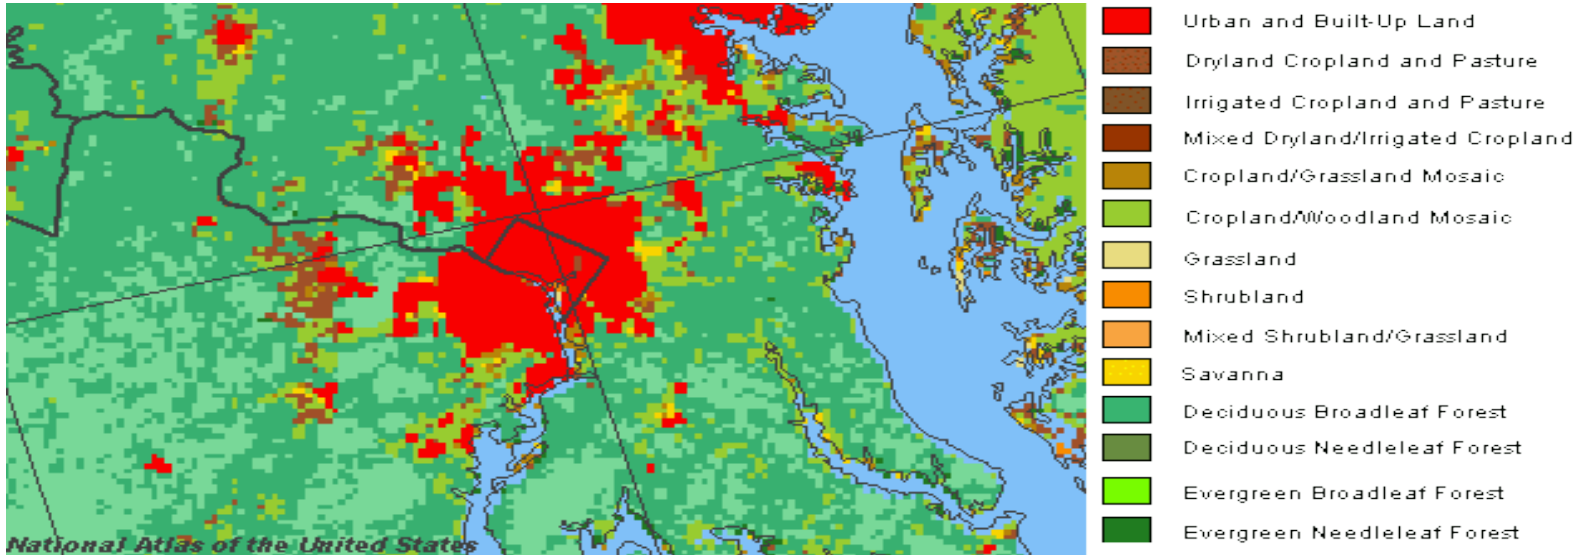 Urban and Built-Up Land
Dryland Cropland and Pasture
Irrigated Cropland and Pasture
Mixed Dryland/Irrigated Cropland
Cropland/Grassland Mosaic
Cropland/Woodland Mosaic
Grassland
Shrubland
Mixed Shrubland/Grassland
Savanna
Deciduous Broadleaf Forest
Deciduous Needleleaf Forest
Evergreen Broadleaf Forest
Evergreen Needleleaf Forest
National Atlas of the United States